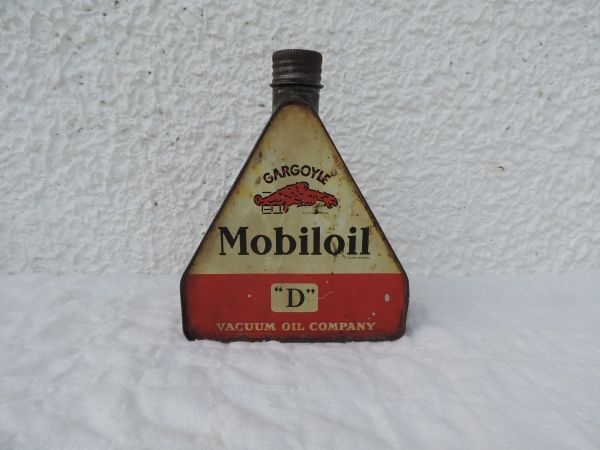 GARGOYLE
Mobiloil
"D"
VACUUM OIL COMPANY